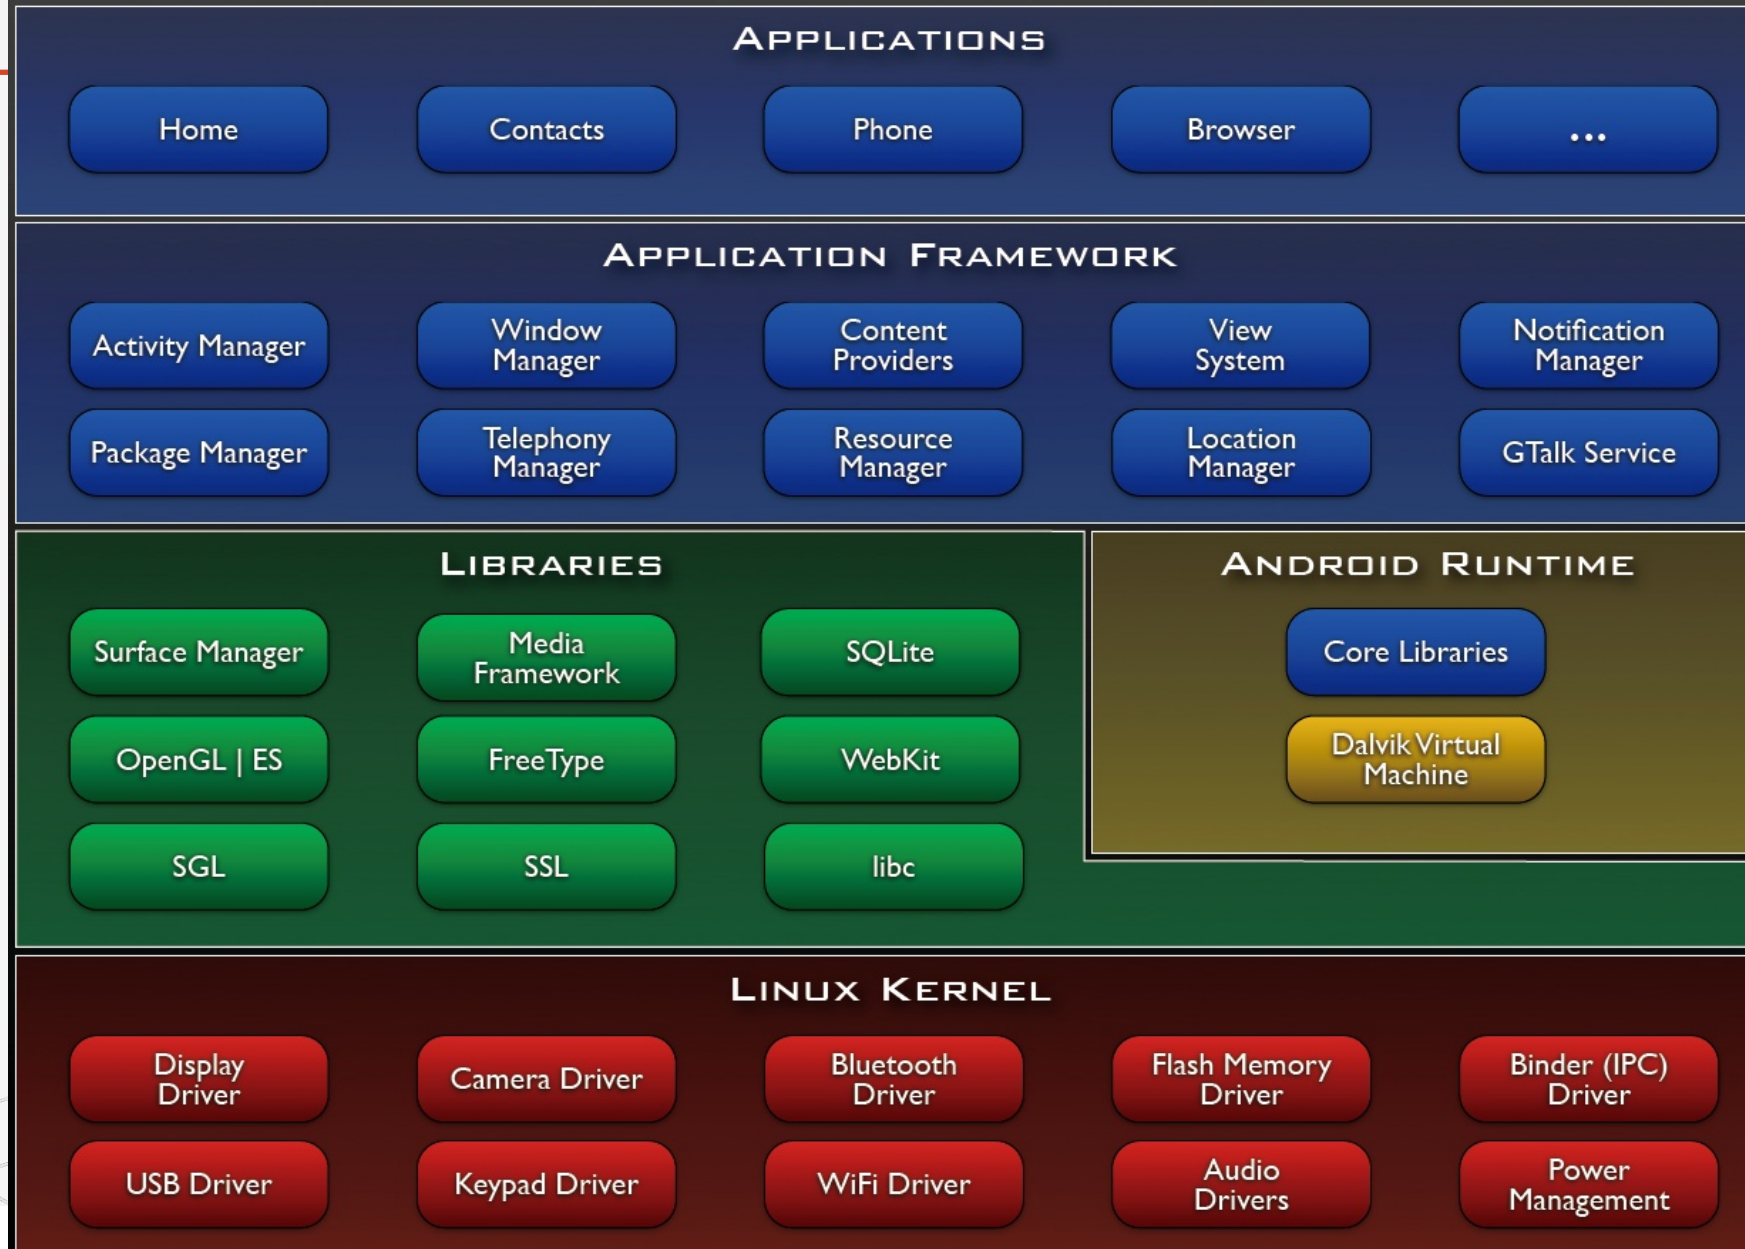 APPLICATIONS
Home
Contacts
Phone
Browser
...
APPLICATION FRAMEWORK
Activity Manager
Window
Manager
Content
Providers
View
System
Notification
Manager
Package Manager
Telephony
Manager
Resource
Manager
Location
Manager
GTalk Service
LIBRARIES
Surface Manager
Media
Framework
SQLite
OpenGL | ES
FreeType
WebKit
SGL
SSL
libc
ANDROID RUNTIME
Core Libraries
Dalvik Virtual
Machine
LINUX KERNEL
Display
Driver
Camera Driver
Bluetooth
Driver
Flash Memory
Driver
Binder (IPC)
Driver
USB Driver
Keypad Driver
WiFi Driver
Audio
Drivers
Power
Management